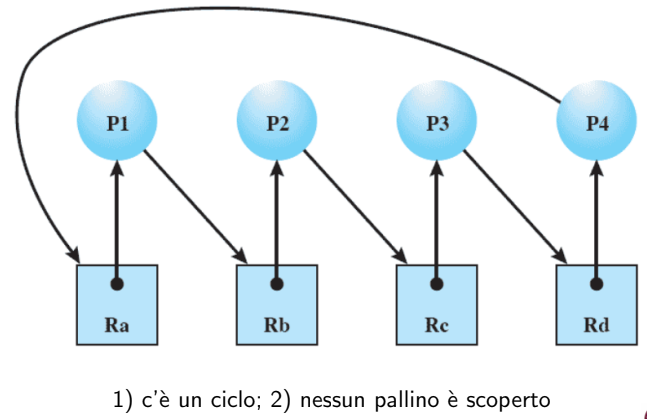 P1 P2 P3 P4
Ra Rb Rc Rd
1) c'è un ciclo; 2) nessun pallino è scoperto